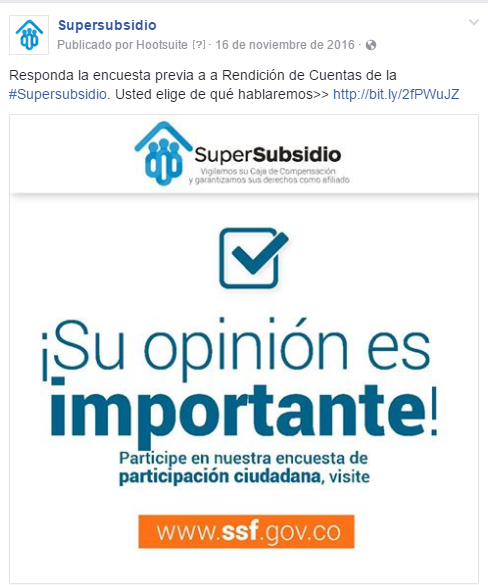 Supersubsidio
Publicado por Hootsuite [?] · 16 de noviembre de 2016 ·
Responda la encuesta previa a a Rendición de Cuentas de la
#Supersubsidio. Usted elige de qué hablaremos>> http://bit.ly/2fPWuJZ
SuperSubsidio
Vigilamos su Caja de Compensación
y garantizamos sus derechos como afiliado
¡Su opinión es
importante!
Participe en nuestra encuesta de
participación ciudadana, visite
www.ssf.gov.co